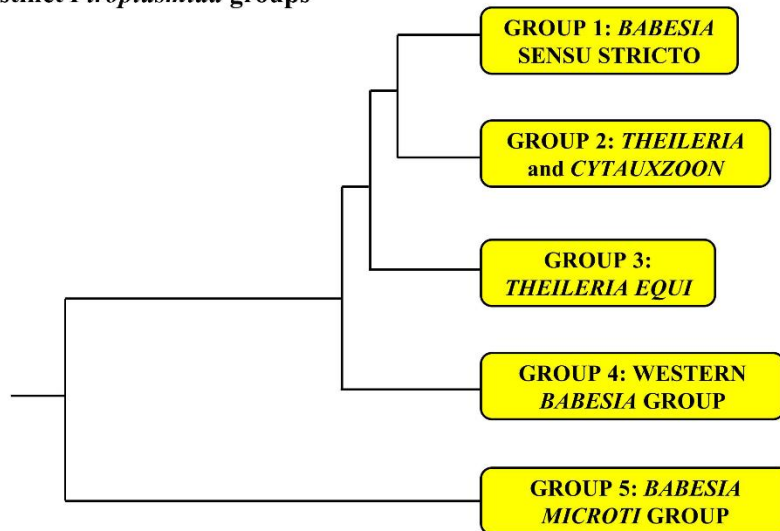 groups
GROUP 1: BABESIA
SENSU STRICTO
GROUP 2: THEILERIA
and CYTAUXZOON
GROUP 3:
THEILERIA EQUI
GROUP 4: WESTERN
BABESIA GROUP
GROUP 5: BABESIA
MICROTI GROUP